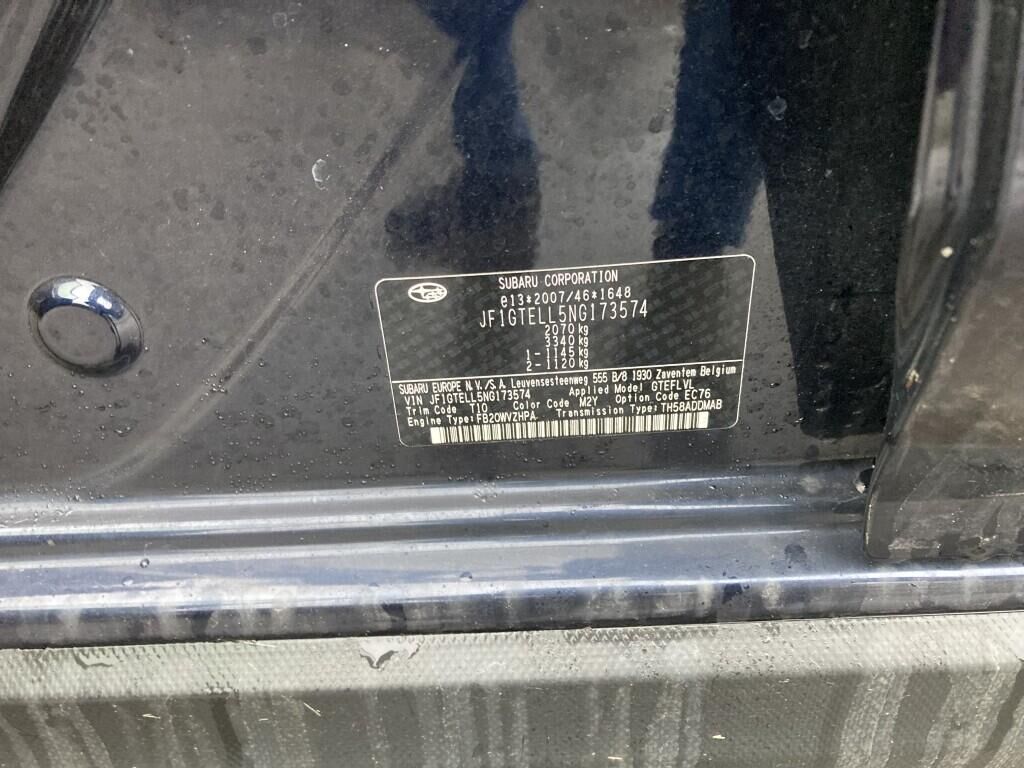 SUBARU CORPORATION
e13*2007/46*1648
JF1GTELL5NG173574
2070 kg
3340 kg
1 - 1145 kg
2 - 1120 kg
SUBARU EUROPE N.V./S.A. Leuvensesteenweg 555 B/8 1930 Zaventem Belgium
VIN JF1GTELL5NG173574 Applied Model GTEFLVL
Trim Code T10 Color Code M2Y Option Code EC76
Engine Type: FB20WVZHPA Transmission Type: TH58ADDMAB